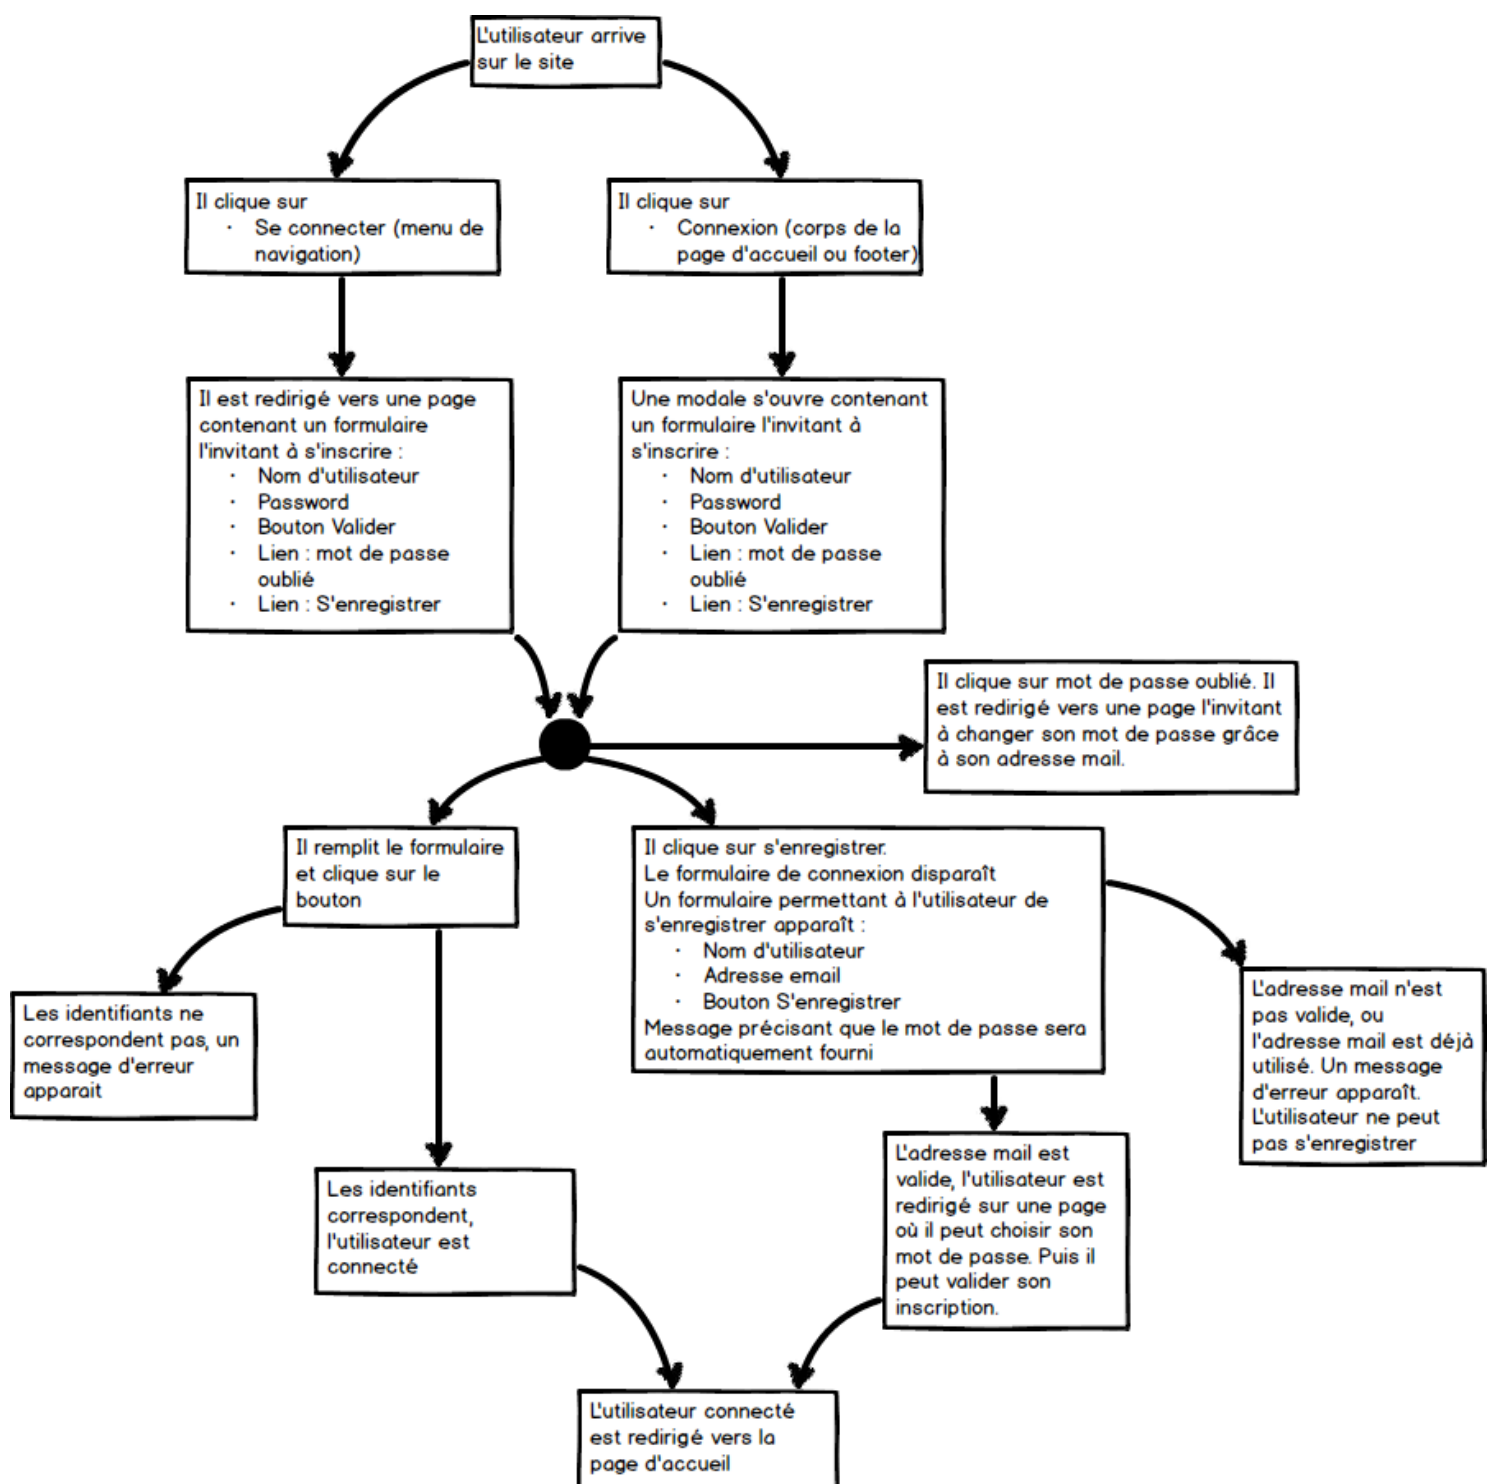 L'utilisateur arrive
sur le site
Il clique sur
· Se connecter (menu de
navigation)
Il clique sur
· Connexion (corps de la
page d'accueil ou footer)
Il est redirigé vers une page
contenant un formulaire
l'invitant à s'inscrire :
· Nom d'utilisateur
· Password
· Bouton Valider
· Lien : mot de passe
oublié
· Lien : S'enregistrer
Une modale s'ouvre contenant
un formulaire l'invitant à
s'inscrire :
· Nom d'utilisateur
· Password
· Bouton Valider
· Lien : mot de passe
oublié
· Lien : S'enregistrer
Il clique sur mot de passe oublié. Il
est redirigé vers une page l'invitant
à changer son mot de passe grâce
à son adresse mail.
Il remplit le formulaire
et clique sur le
bouton
Il clique sur s'enregistrer.
Le formulaire de connexion disparaît
Un formulaire permettant à l'utilisateur de
s'enregistrer apparaît :
· Nom d'utilisateur
· Adresse email
· Bouton S'enregistrer
Message précisant que le mot de passe sera
automatiquement fourni
Les identifiants ne
correspondent pas, un
message d'erreur
apparait
L'adresse mail n'est
pas valide, ou
l'adresse mail est déjà
utilisé. Un message
d'erreur apparaît.
L'utilisateur ne peut
pas s'enregistrer
Les identifiants
correspondent,
l'utilisateur est
connecté
L'adresse mail est
valide, l'utilisateur est
redirigé sur une page
où il peut choisir son
mot de passe. Puis il
peut valider son
inscription.
L'utilisateur connecté
est redirigé vers la
page d'accueil